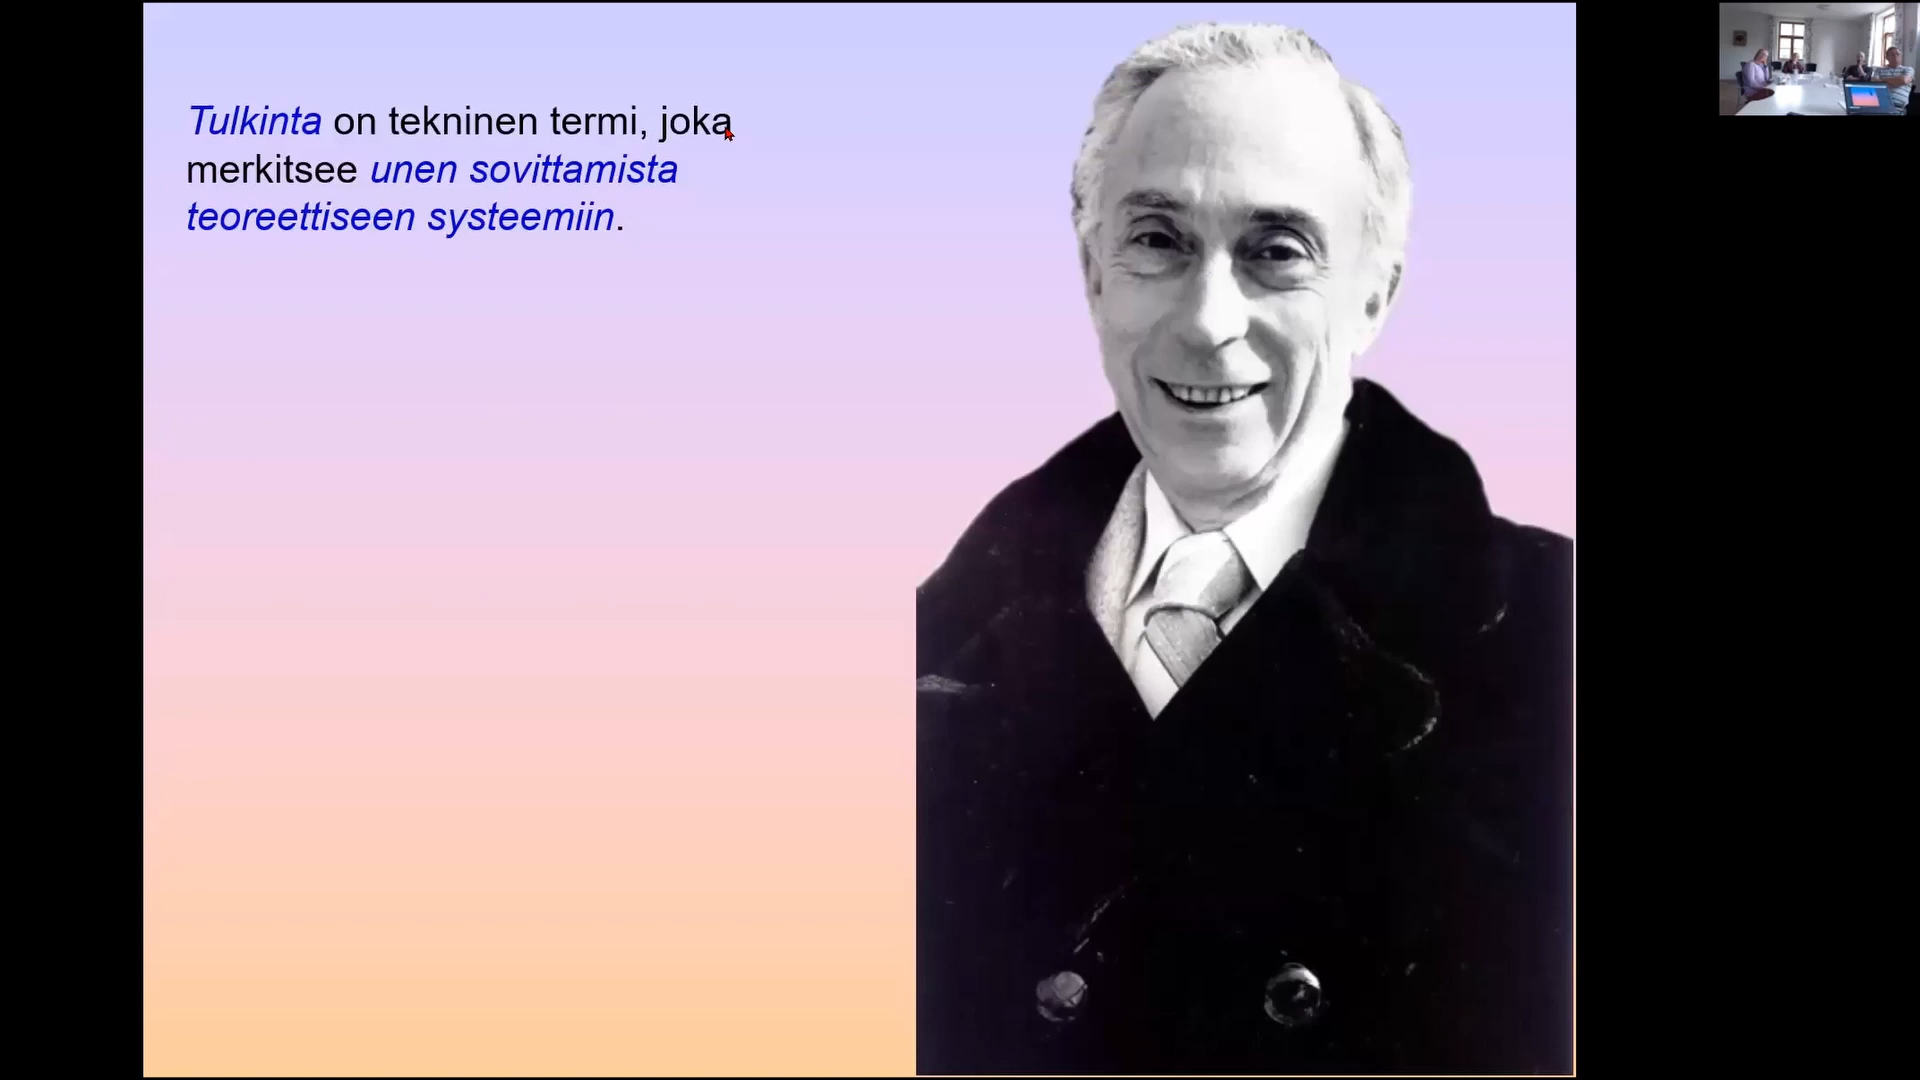 Tulkinta on tekninen termi, joka
merkitsee unen sovittamista
teoreettiseen systeemiin.